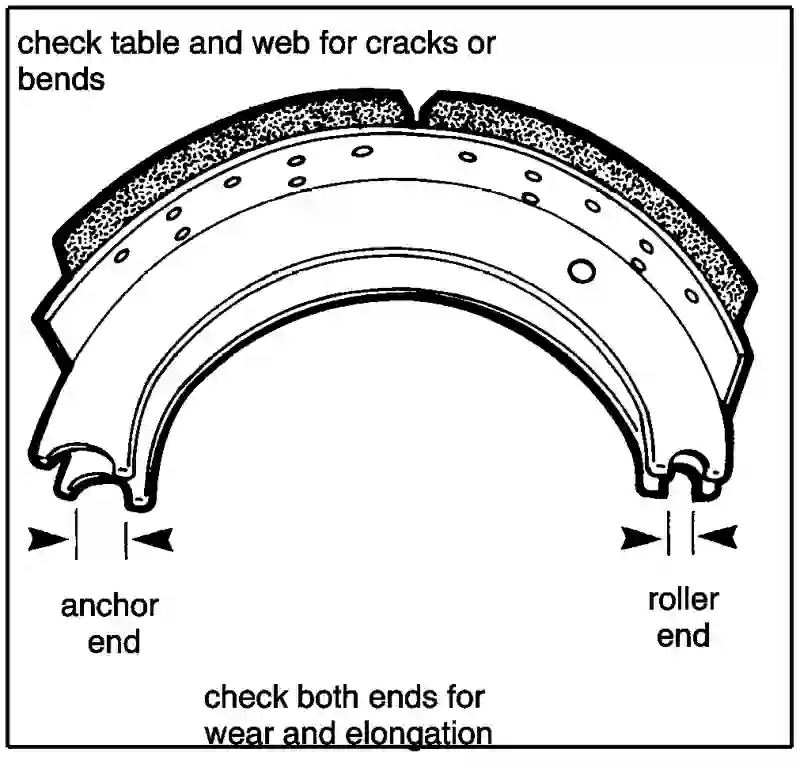 check table and web for cracks or
bends
anchor
end
roller
end
check both ends for
wear and elongation